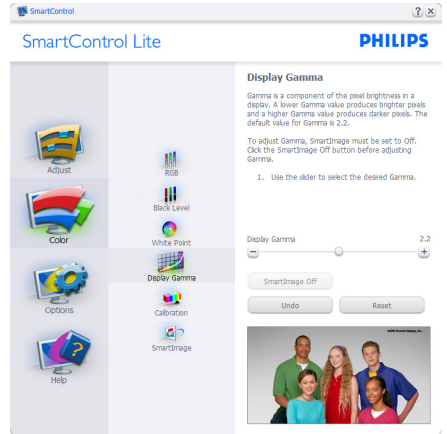 SmartControl
SmartControl Lite
PHILIPS
Adjust
Color
Options
Help
RGB
Black Level
White Point
Display Gamma
Calibration
SmartImage
Display Gamma
Gamma is a component of the pixel brightness in a
display. A lower Gamma value produces brighter pixels
and a higher Gamma value produces darker pixels. The
default value for Gamma is 2.2.
To adjust Gamma, SmartImage must be set to Off.
Click the SmartImage Off button before adjusting
Gamma.
1. Use the slider to select the desired Gamma.
Display Gamma 2.2
SmartImage Off
Undo Reset